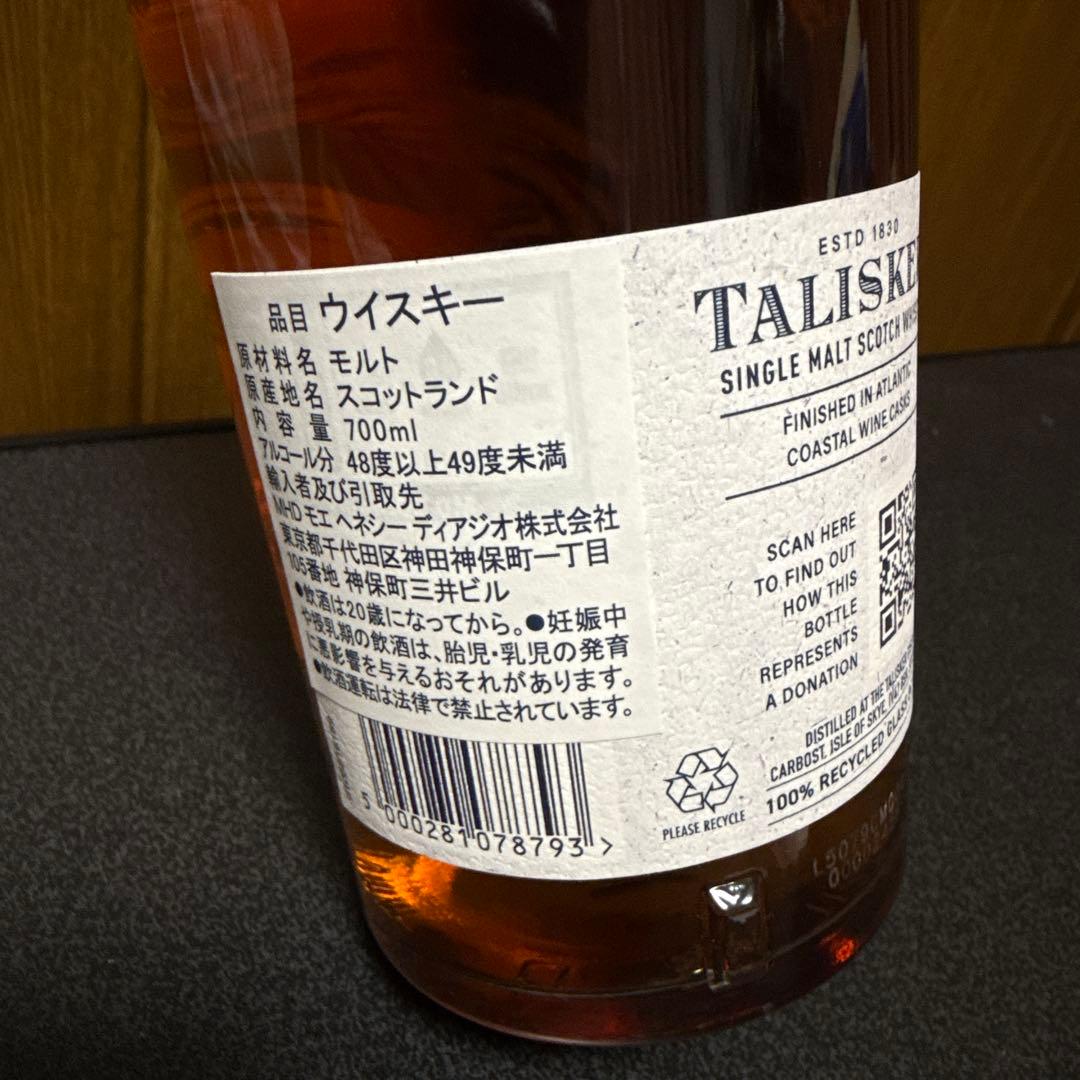 品目 ウイスキー
原材料名 モルト
原産地名 スコットランド
内容量 700ml
アルコール分 48度以上49度未満
輸入者及び引取先
MHD モエ ヘネシー ディアジオ株式会社
東京都千代田区神田神保町一丁目
105番地 神保町三井ビル
●飲酒は20歳になってから。●妊娠中
や授乳期の飲酒は、胎児・乳児の発育
に悪影響を与えるおそれがあります。
●飲酒運転は法律で禁止されています。
5 000281 078793 >
ESTD 1830
TALISKE
SINGLE MALT SCOTCH WHIS
FINISHED IN ATLANTIC
COASTAL WINE CASKS
SCAN HERE
TO FIND OUT
HOW THIS
BOTTLE
REPRESENTS
A DONATION
DISTILLED AT THE TALISKER
CARBOST, ISLE OF SKYE, IV47
100% RECYCLED GLASS
PLEASE RECYCLE